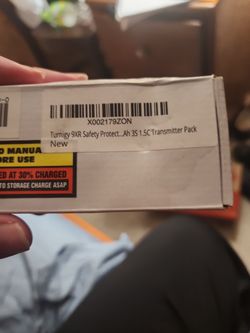 X002179ZON
Turnigy 9XR Safety Protect...Ah 3S 1.5C Transmitter Pack
New
O MANUA
ORE USE
ED AT 30% CHARGED
TO STORAGE CHARGE ASAP